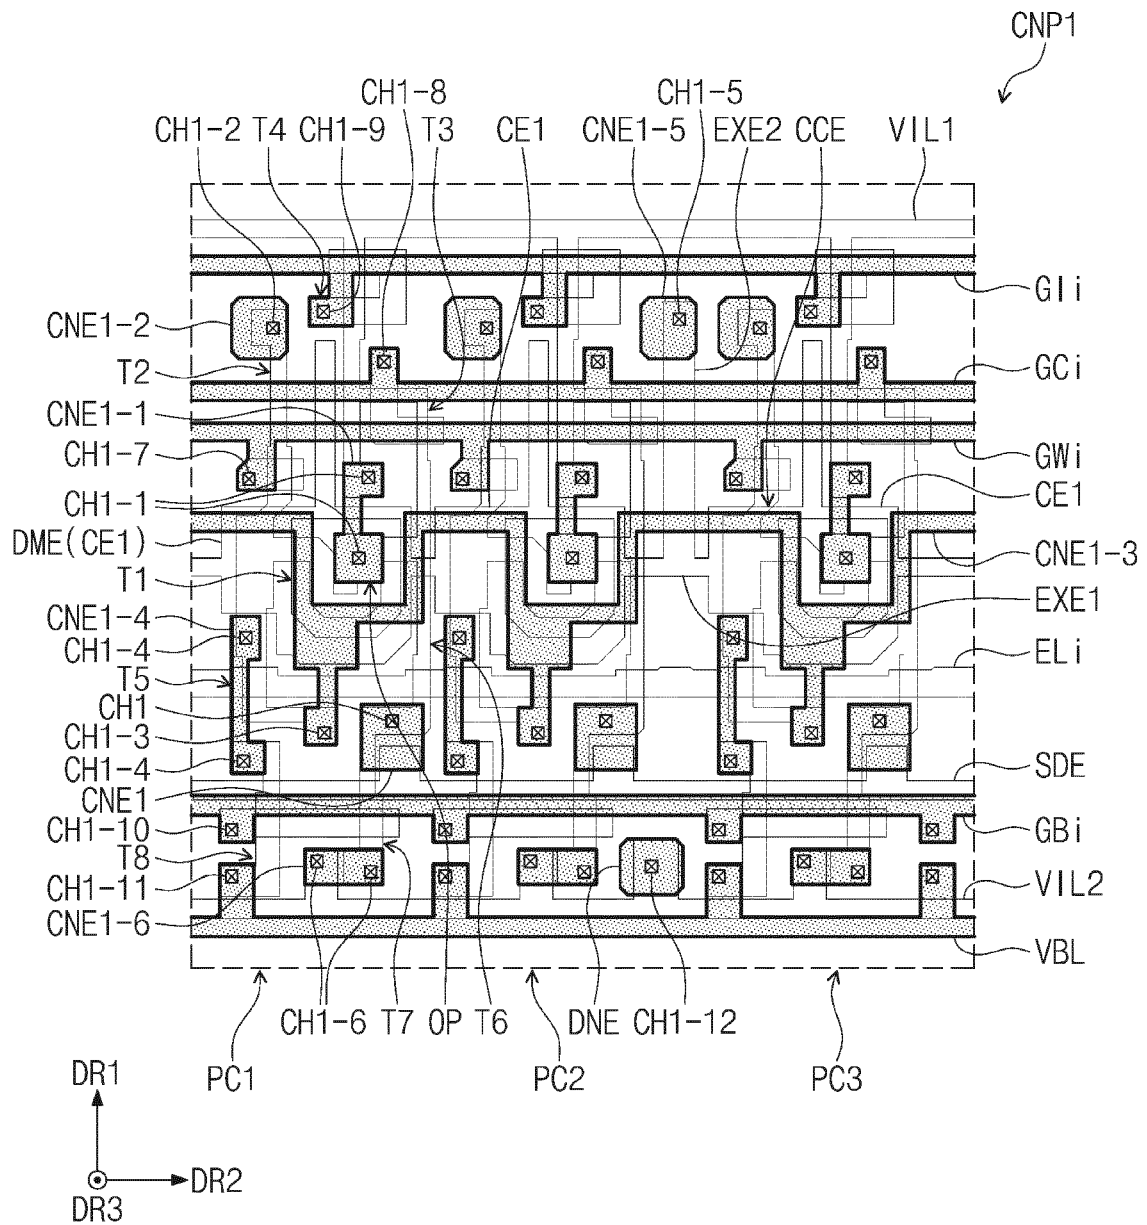 CNP1
CH1-8 CH1-5
CH1-2 T4 CH1-9 T3 CE1 CNE1-5 EXE2 CCE VIL1
GIi
CNE1-2
T2 GCi
CNE1-1
CH1-7 GWi
CH1-1 CE1
DME(CE1) CNE1-3
T1
EXE1
CNE1-4
CH1-4 ELi
T5
CH1
CH1-3
CH1-4 SDE
CNE1
CH1-10 GBi
T8
CH1-11 VIL2
CNE1-6
VBL
CH1-6 T7 OP T6 DNE CH1-12
PC1 PC2 PC3
DR1
DR2
DR3